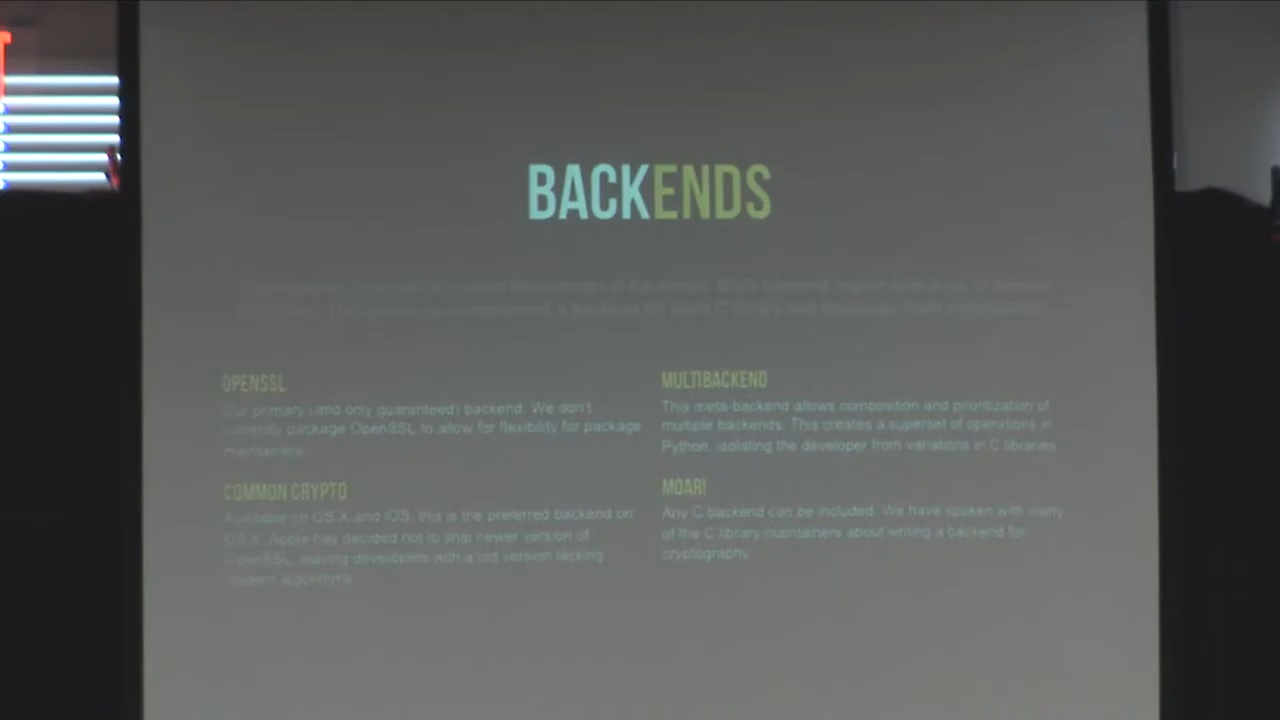 BACKENDS
OPENSSL
Our primary (and only guaranteed) backend. We don't
currently package OpenSSL to allow for flexibility for package
maintainers.
COMMON CRYPTO
Available on OS X and iOS, this is the preferred backend on
OS X. Apple has decided not to ship newer version of
OpenSSL, leaving developers with a old version lacking
modern algorithms.
MULTIBACKEND
This meta-backend allows composition and prioritization of
multiple backends. This creates a superset of operations in
Python, isolating the developer from variations in C libraries.
MOAR!
Any C backend can be included. We have spoken with many
of the C library maintainers about writing a backend for
cryptography.